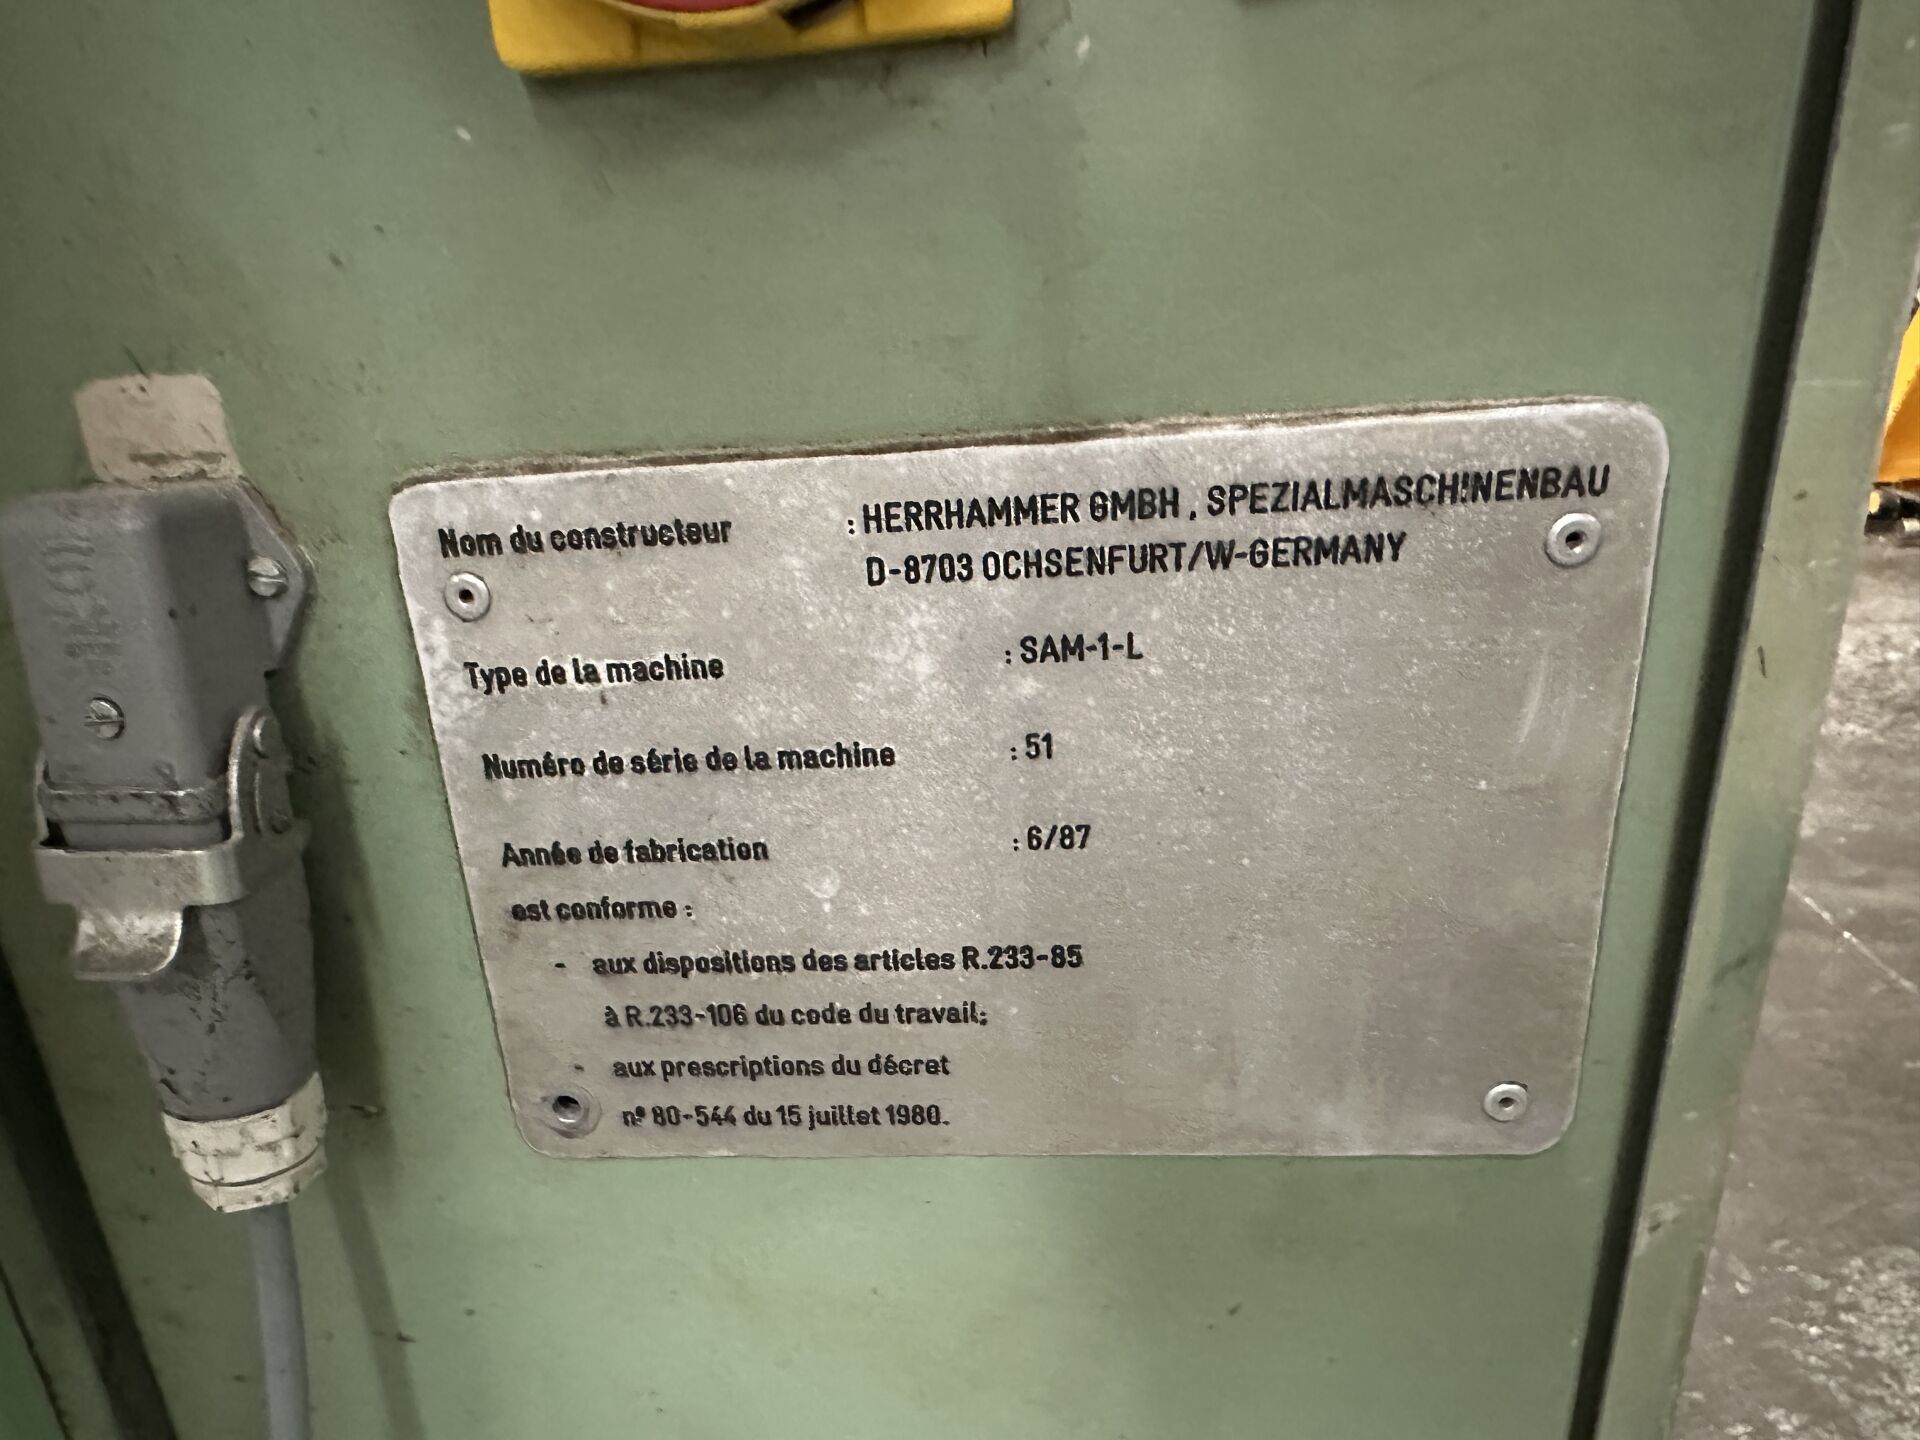 Nom du constructeur : HERRHAMMER GMBH , SPEZIALMASCHINENBAU
D-8703 OCHSENFURT/W-GERMANY
Type de la machine : SAM-1-L
Numéro de série de la machine : 51
Année de fabrication : 6/87
est conforme :
- aux dispositions des articles R.233-85
à R.233-106 du code du travail;
- aux prescriptions du décret
nº 80-544 du 15 juillet 1980.